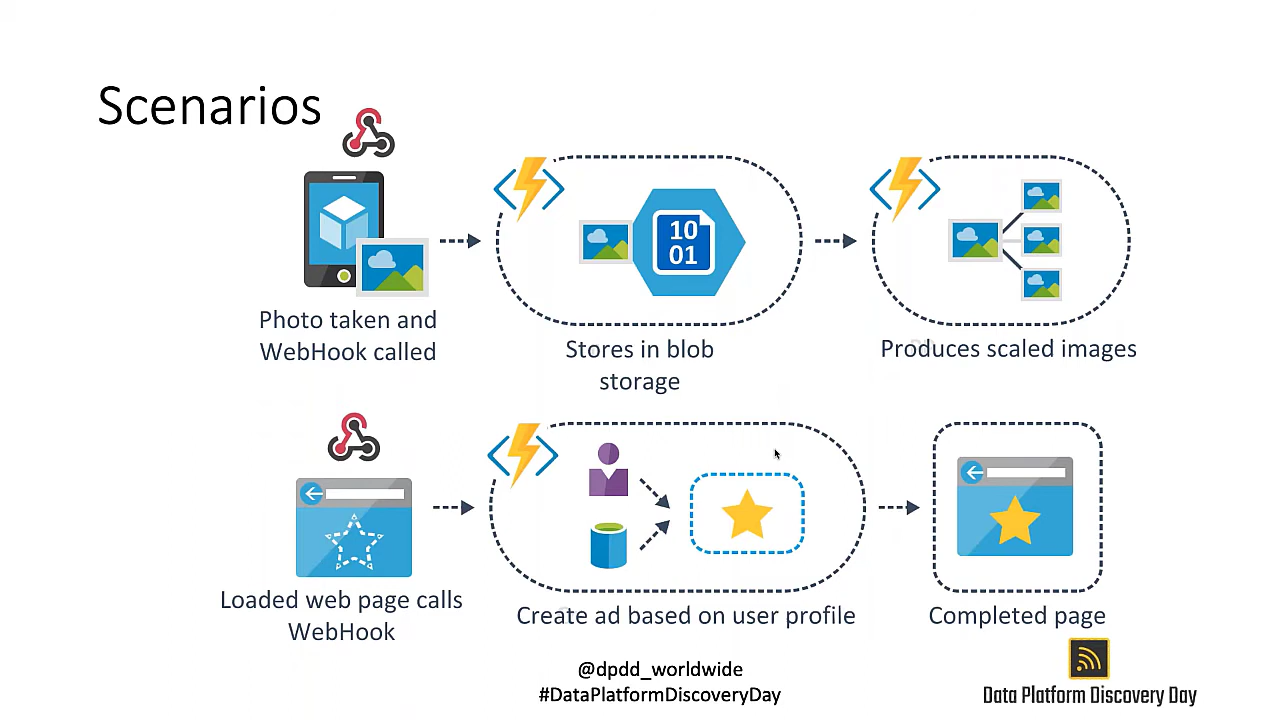 Scenarios
10
01
Photo taken and
WebHook called
Stores in blob
storage
Produces scaled images
Loaded web page calls
WebHook
Create ad based on user profile
Completed page
@dpdd_worldwide
#DataPlatformDiscoveryDay
Data Platform Discovery Day